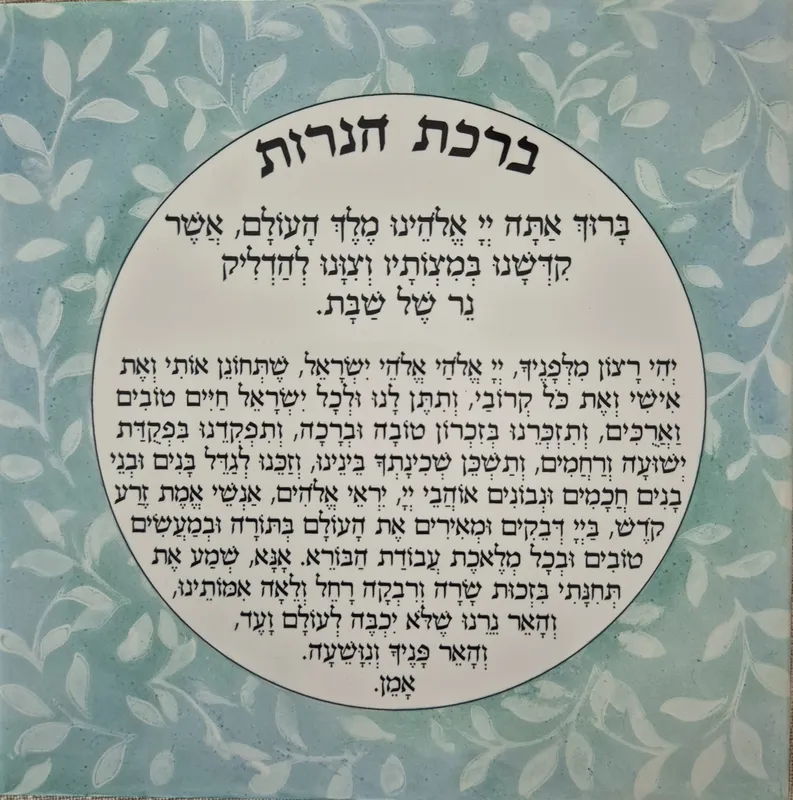 ברכת הנרות
בָּרוּךְ אַתָּה יְיָ אֱלֹהֵינוּ מֶלֶךְ הָעוֹלָם, אֲשֶׁר
קִדְּשָׁנוּ בְּמִצְוֹתָיו וְצִוָּנוּ לְהַדְלִיק
נֵר שֶׁל שַׁבָּת.
יְהִי רָצוֹן מִלְּפָנֶיךָ, יְיָ אֱלֹהַי אֱלֹהֵי יִשְׂרָאֵל, שֶׁתְּחוֹנֵן אוֹתִי וְאֶת
אִישִׁי וְאֶת כֹּל קְרוֹבַי, וְתִתֵּן לָנוּ וּלְכָל יִשְׂרָאֵל חַיִּים טוֹבִים
וַאֲרֻכִּים, וְתִזְכְּרֵנוּ בְּזִכְרוֹן טוֹבָה וּבְרָכָה, וְתִפְקְדֵנוּ בִּפְקֻדַּת
יְשׁוּעָה וְרַחֲמִים, וְתַשְׁכֵּן שְׁכִינָתְךָ בֵּינֵינוּ, וְזַכֵּנוּ לְגַדֵּל בָּנִים וּבְנֵי
בָנִים חֲכָמִים וּנְבוֹנִים אוֹהֲבֵי יְיָ, יִרְאֵי אֱלֹהִים, אַנְשֵׁי אֱמֶת זֶרַע
קֹדֶשׁ, בַּיְיָ דְּבֵקִים וּמְאִירִים אֶת הָעוֹלָם בְּתוֹרָה וּבְמַעֲשִׂים
טוֹבִים וּבְכָל מְלֶאכֶת עֲבוֹדַת הַבּוֹרֵא. אָנָּא, שְׁמַע אֶת
תְּחִנָּתִי בִּזְכוּת שָׂרָה וְרִבְקָה רָחֵל וְלֵאָה אִמּוֹתֵינוּ,
וְהָאֵר נֵרֵנוּ שֶׁלֹּא יִכְבֶּה לְעוֹלָם וָעֶד,
וְהָאֵר פָּנֶיךָ וְנִוָּשֵׁעָה.
אָמֵן.